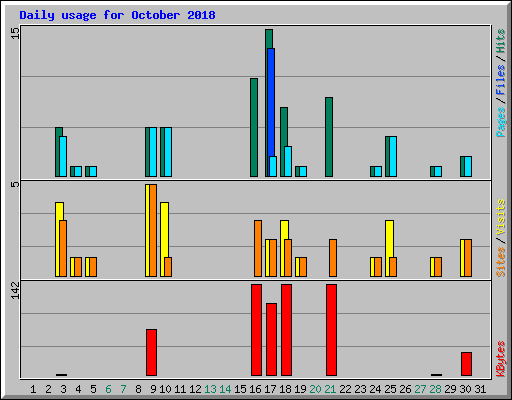 Daily usage for October 2018
15
Pages/Files/Hits
5
Sites/Visits
142
KBytes
1 2 3 4 5 6 7 8 9 10 11 12 13 14 15 16 17 18 19 20 21 22 23 24 25 26 27 28 29 30 31